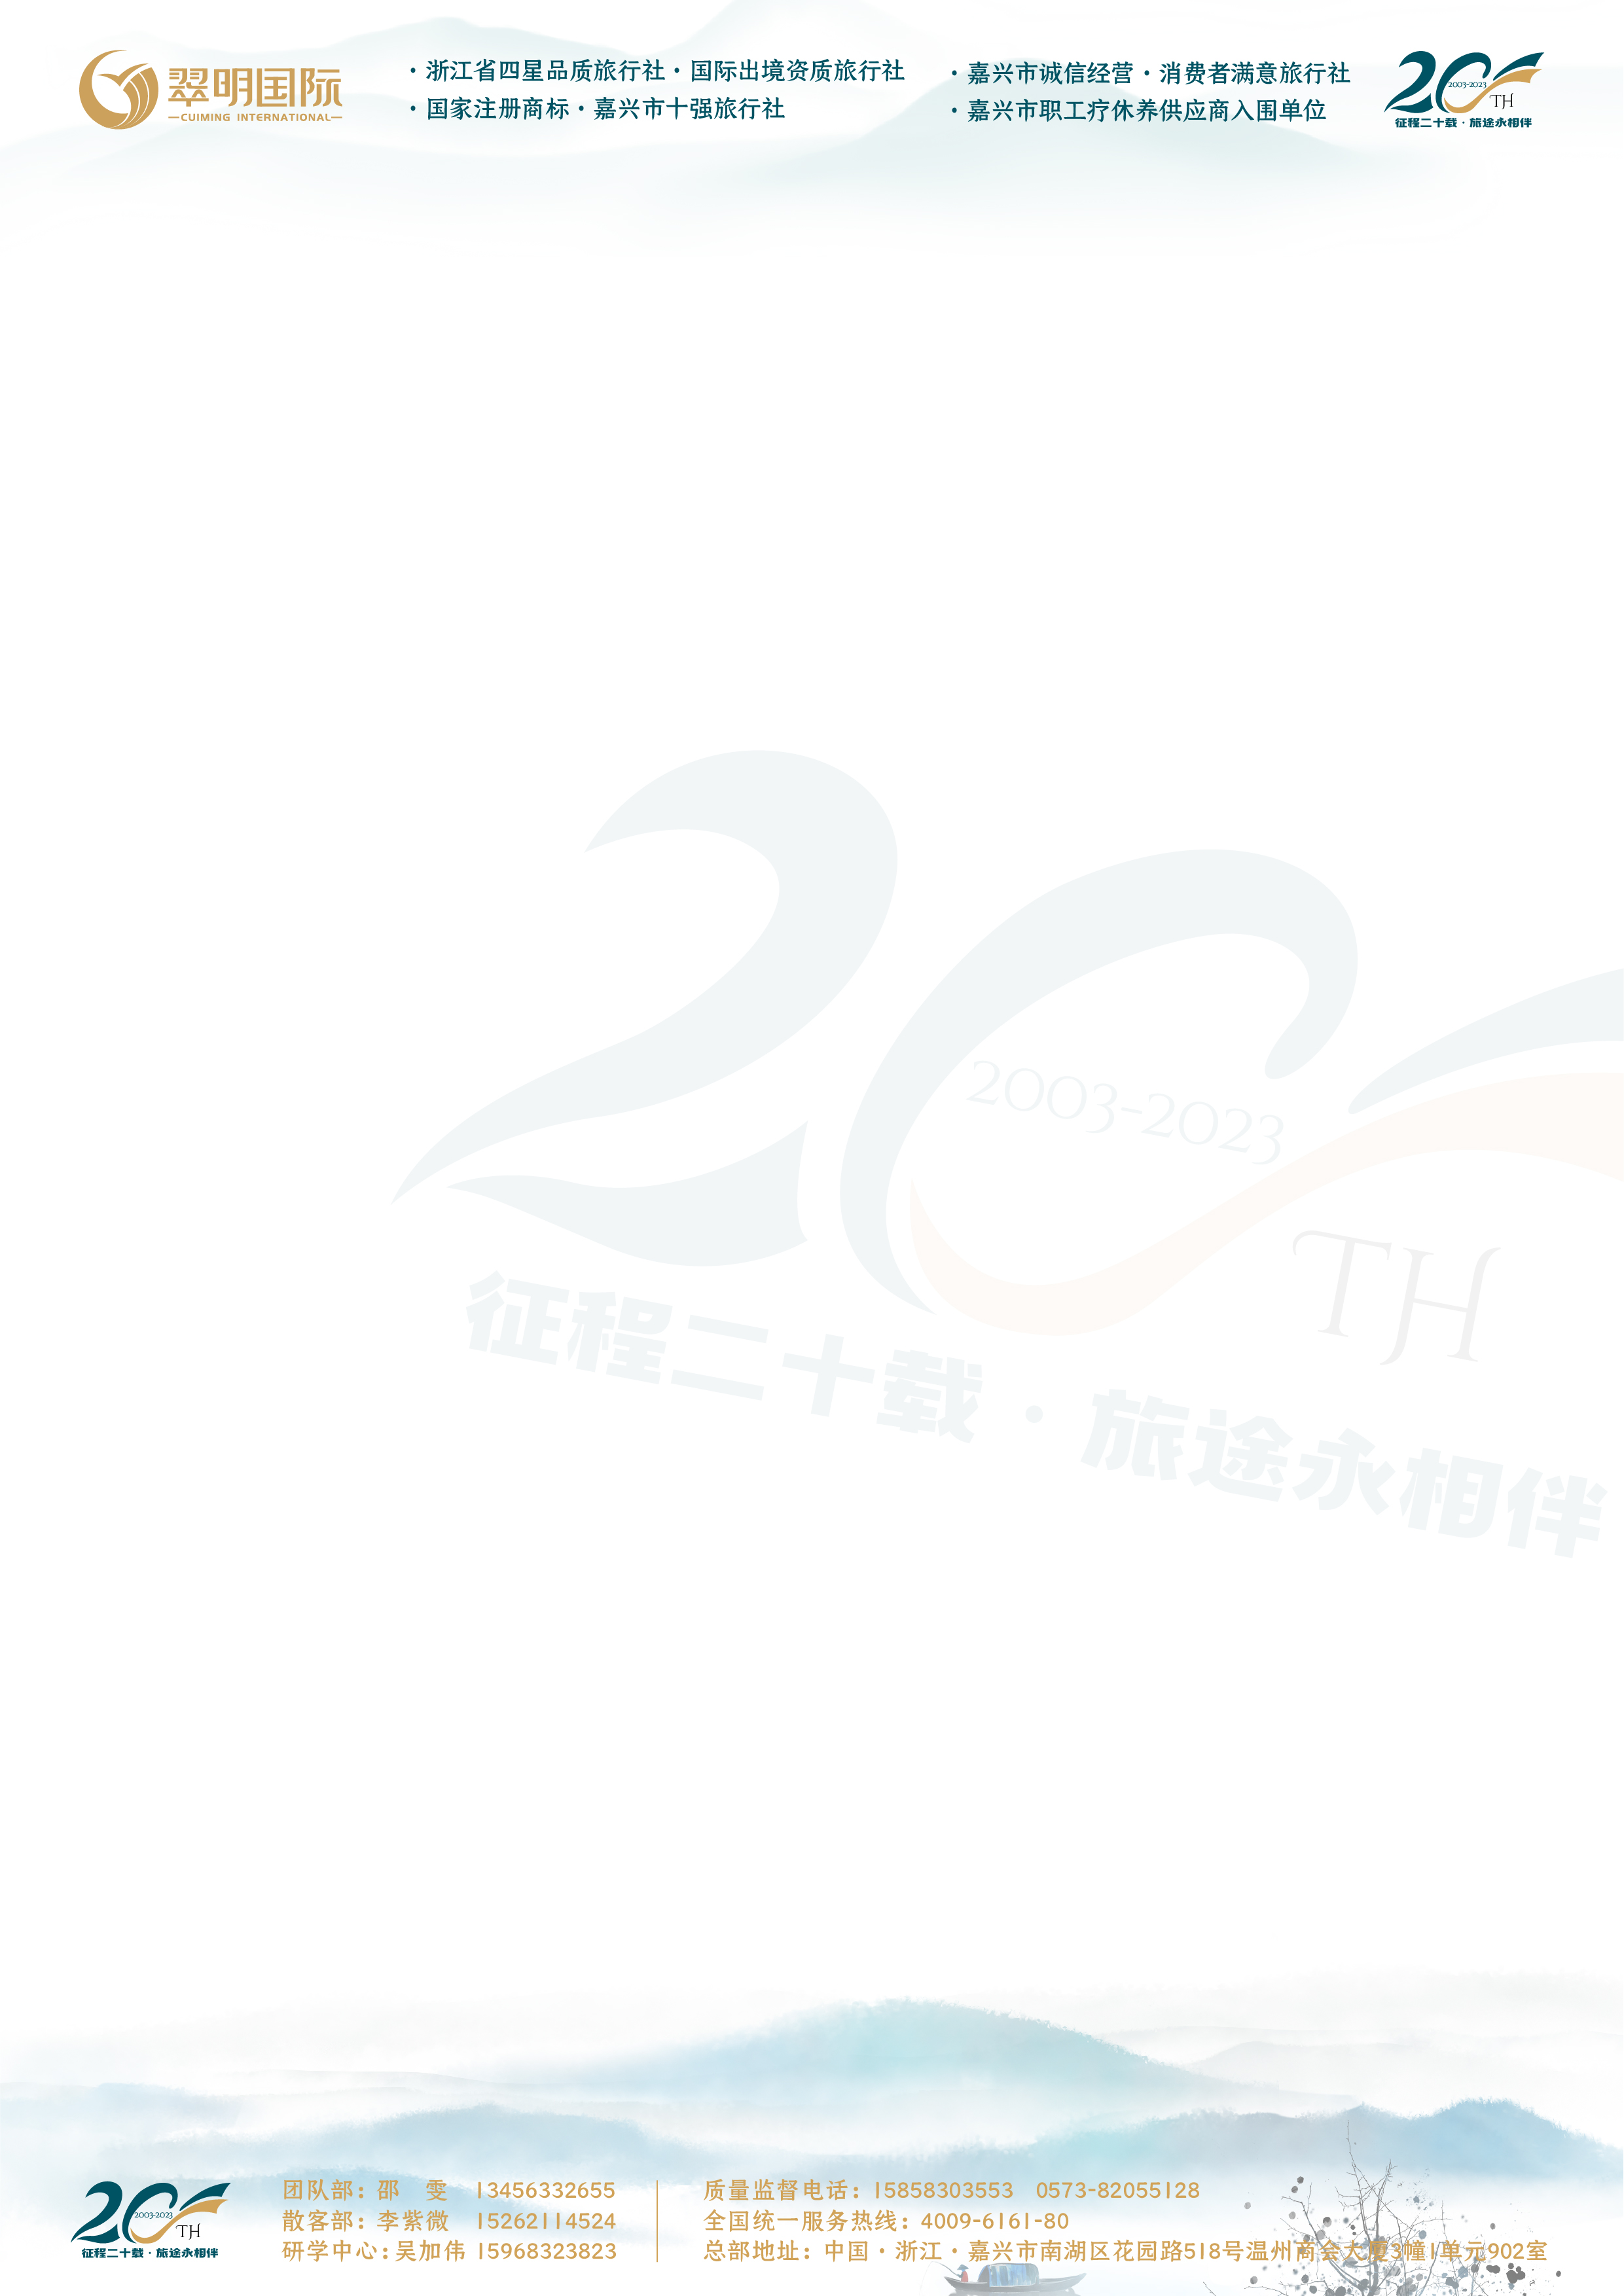 翠明国际
—CUIMING INTERNATIONAL—
· 浙江省四星品质旅行社 · 国际出境资质旅行社
· 国家注册商标 · 嘉兴市十强旅行社
· 嘉兴市诚信经营 · 消费者满意旅行社
· 嘉兴市职工疗休养供应商入围单位
20
2003-2023
TH
征程二十载 · 旅途永相伴
20
2003-2023
TH
征程二十载 · 旅途永相伴
20
2003-2023
TH
征程二十载 · 旅途永相伴
团队部：邵 雯 13456332655
散客部：李紫微 15262114524
研学中心：吴加伟 15968323823
质量监督电话：15858303553 0573-82055128
全国统一服务热线：4009-6161-80
总部地址：中国 · 浙江 · 嘉兴市南湖区花园路518号温州商会大厦3幢1单元902室